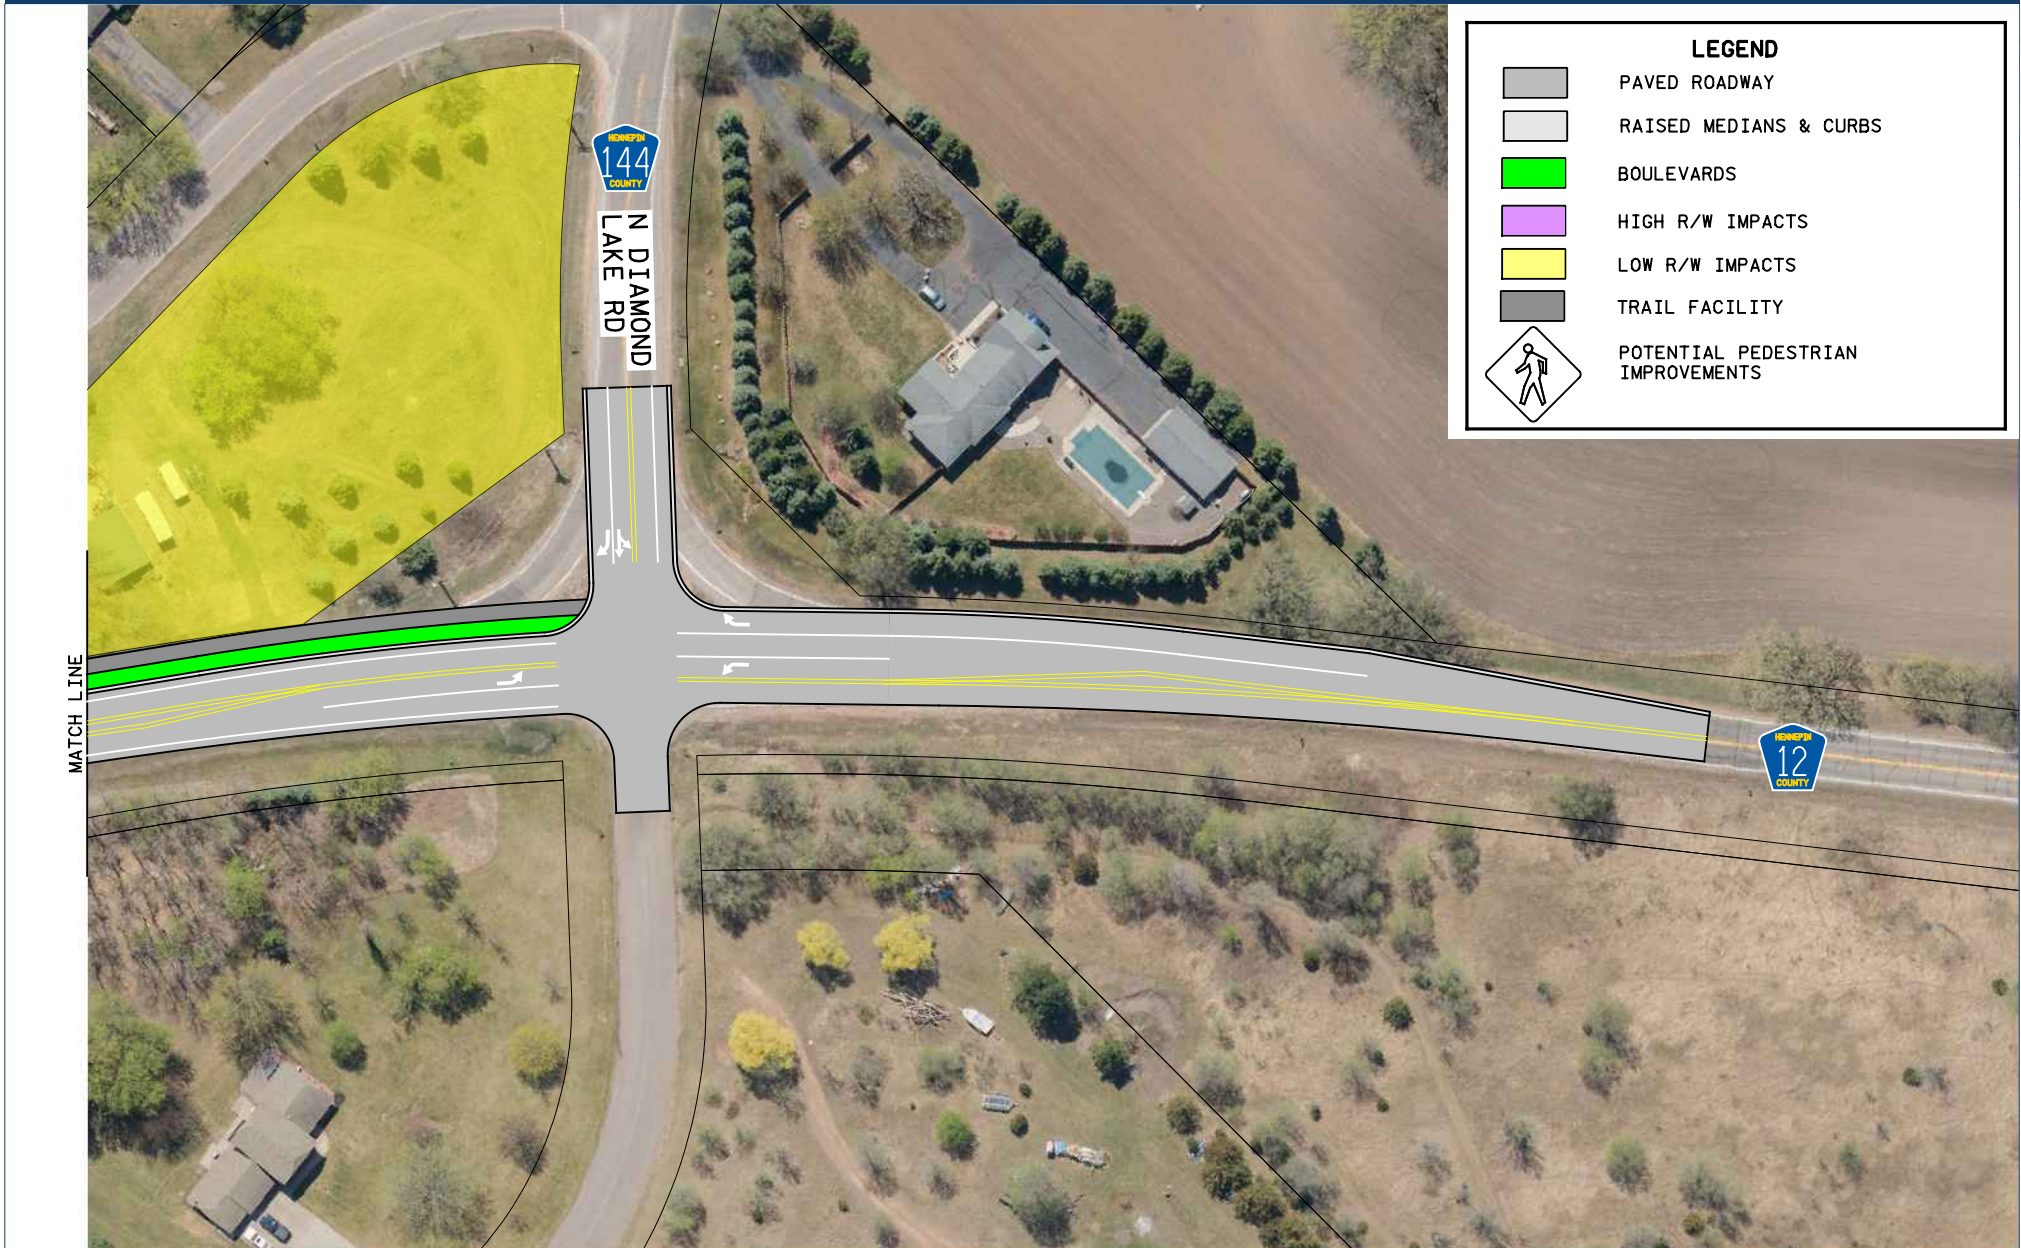 LEGEND
PAVED ROADWAY
RAISED MEDIANS & CURBS
BOULEVARDS
HIGH R/W IMPACTS
LOW R/W IMPACTS
TRAIL FACILITY
POTENTIAL PEDESTRIAN
IMPROVEMENTS
HENNEPIN
144
COUNTY
N DIAMOND
LAKE RD
MATCH LINE
HENNEPIN
12
COUNTY